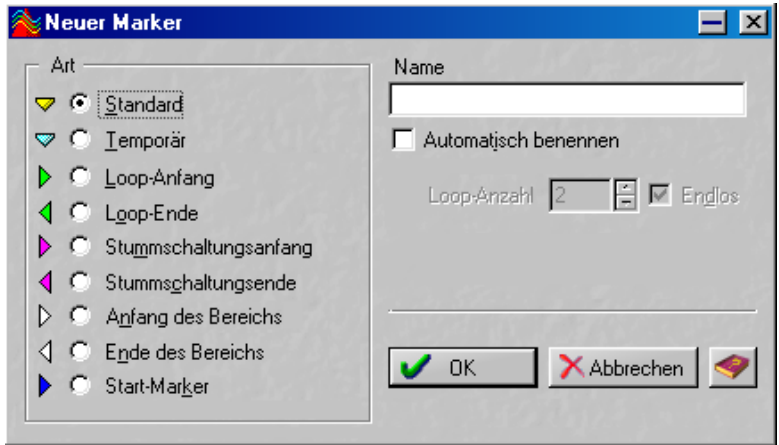 Neuer Marker
Art
Standard
Temporär
Loop-Anfang
Loop-Ende
Stummschaltungsanfang
Stummschaltungsende
Anfang des Bereichs
Ende des Bereichs
Start-Marker
Name
Automatisch benennen
Loop-Anzahl 2 Endlos
OK Abbrechen